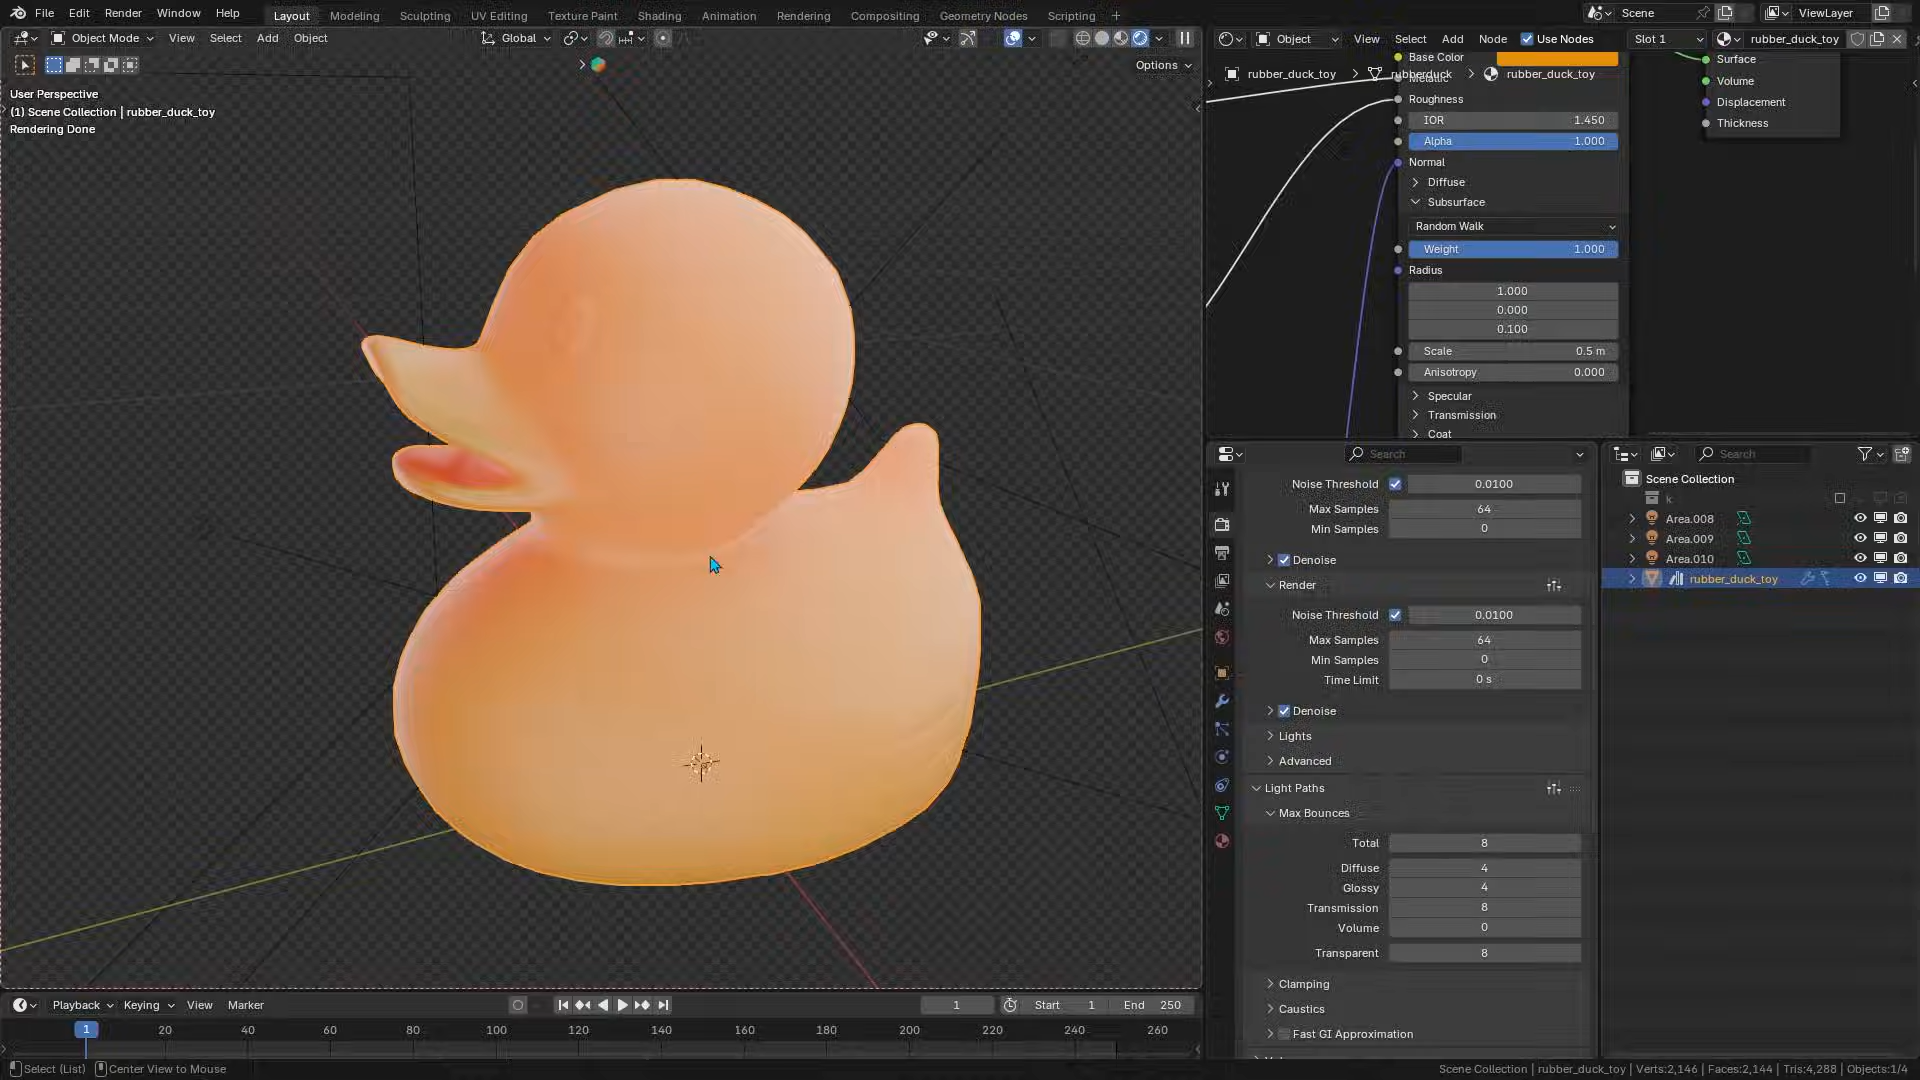 File Edit Render Window Help Layout Modeling Sculpting UV Editing Texture Paint Shading Animation Rendering Compositing Geometry Nodes Scripting + Scene ViewLayer
Object Mode View Select Add Object Global
Options
User Perspective
(1) Scene Collection | rubber_duck_toy
Rendering Done
Object View Select Add Node Use Nodes Slot 1 rubber_duck_toy
rubber_duck_toy > rubberduck > rubber_duck_toy
Base Color
Metallic
Roughness
IOR 1.450
Alpha 1.000
Normal
Diffuse
Subsurface
Random Walk
Weight 1.000
Radius
1.000
0.000
0.100
Scale 0.5 m
Anisotropy 0.000
Specular
Transmission
Coat
Surface
Volume
Displacement
Thickness
Search
Noise Threshold 0.0100
Max Samples 64
Min Samples 0
Denoise
Render
Noise Threshold 0.0100
Max Samples 64
Min Samples 0
Time Limit 0 s
Denoise
Lights
Advanced
Light Paths
Max Bounces
Total 8
Diffuse 4
Glossy 4
Transmission 8
Volume 0
Transparent 8
Clamping
Caustics
Fast GI Approximation
Search
Scene Collection
k
Area.008
Area.009
Area.010
rubber_duck_toy
Playback Keying View Marker 1 Start 1 End 250
1 20 40 60 80 100 120 140 160 180 200 220 240 260
Select (List) Center View to Mouse
Scene Collection | rubber_duck_toy | Verts:2,146 | Faces:2,144 | Tris:4,288 | Objects:1/4